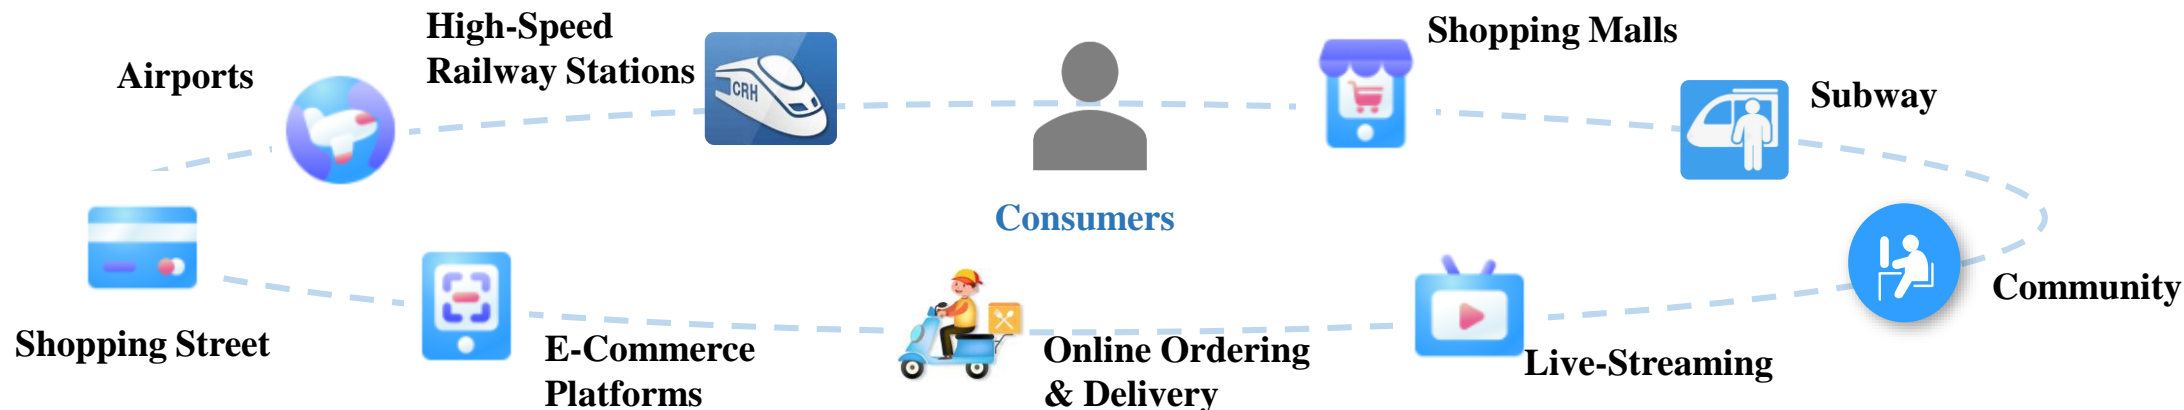 High-Speed
Railway Stations
Airports
CRH
Shopping Malls
Subway
Consumers
Community
Shopping Street
E-Commerce
Platforms
Online Ordering
& Delivery
Live-Streaming